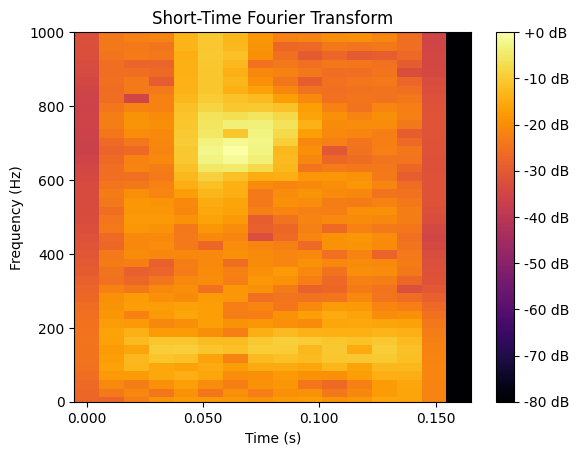 Short-Time Fourier Transform
1000
800
600
400
200
0
Frequency (Hz)
0.000
0.050
0.100
0.150
Time (s)
+0 dB
-10 dB
-20 dB
-30 dB
-40 dB
-50 dB
-60 dB
-70 dB
-80 dB